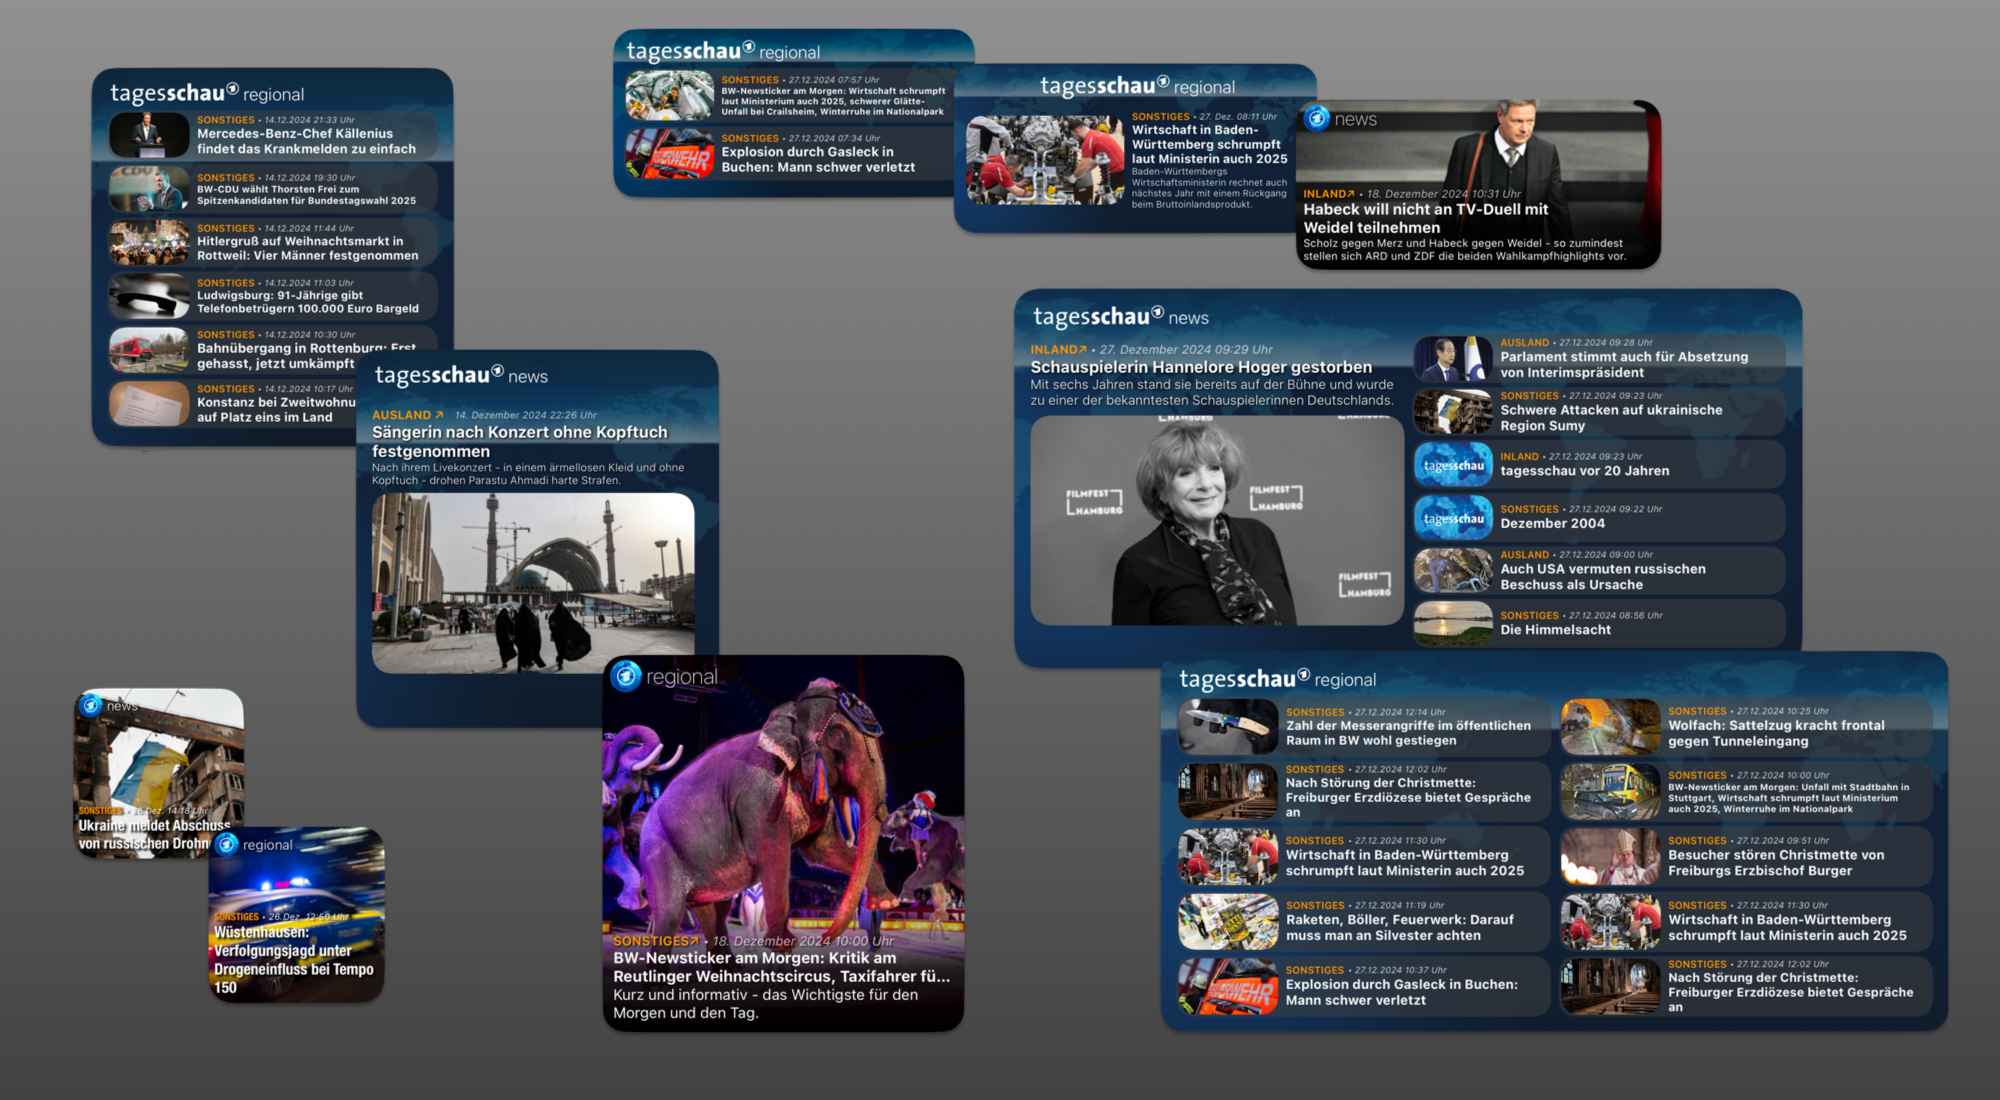 tagesschau regional
SONSTIGES • 14.12.2024 21:33 Uhr
Mercedes-Benz-Chef Källenius
findet das Krankmelden zu einfach
CDU
SONSTIGES • 14.12.2024 19:30 Uhr
BW-CDU wählt Thorsten Frei zum
Spitzenkandidaten für Bundestagswahl 2025
SONSTIGES • 14.12.2024 11:44 Uhr
Hitlergruß auf Weihnachtsmarkt in
Rottweil: Vier Männer festgenommen
SONSTIGES • 14.12.2024 11:03 Uhr
Ludwigsburg: 91-Jährige gibt
Telefonbetrügern 100.000 Euro Bargeld
SONSTIGES • 14.12.2024 10:30 Uhr
Bahnübergang in Rottenburg: Erst
gehasst, jetzt umkämpft
SONSTIGES • 14.12.2024 10:17 Uhr
Konstanz bei Zweitwohnu
auf Platz eins im Land
tagesschau news
AUSLAND ↗ 14. Dezember 2024 22:26 Uhr
Sängerin nach Konzert ohne Kopftuch
festgenommen
Nach ihrem Livekonzert - in einem ärmellosen Kleid und ohne
Kopftuch - drohen Parastu Ahmadi harte Strafen.
news
SONSTIGES • 26.Dez. 14:18 Uhr
Ukraine meldet Abschuss
von russischen Drohn
regional
SONSTIGES • 26.Dez. 12:50 Uhr
Wüstenhausen:
Verfolgungsjagd unter
Drogeneinfluss bei Tempo
150
regional
SONSTIGES↗ • 18. Dezember 2024 10:00 Uhr
BW-Newsticker am Morgen: Kritik am
Reutlinger Weihnachtscircus, Taxifahrer fü...
Kurz und informativ - das Wichtigste für den
Morgen und den Tag.
tagesschau regional
SONSTIGES • 27.12.2024 07:57 Uhr
BW-Newsticker am Morgen: Wirtschaft schrumpft
laut Ministerium auch 2025, schwerer Glätte-
Unfall bei Crailsheim, Winterruhe im Nationalpark
FEUERWEHR
SONSTIGES • 27.12.2024 07:34 Uhr
Explosion durch Gasleck in
Buchen: Mann schwer verletzt
tagesschau regional
SONSTIGES • 27. Dez. 08:11 Uhr
Wirtschaft in Baden-
Württemberg schrumpft
laut Ministerin auch 2025
Baden-Württembergs
Wirtschaftsministerin rechnet auch
nächstes Jahr mit einem Rückgang
beim Bruttoinlandsprodukt.
news
INLAND↗ • 18. Dezember 2024 10:31 Uhr
Habeck will nicht an TV-Duell mit
Weidel teilnehmen
Scholz gegen Merz und Habeck gegen Weidel - so zumindest
stellen sich ARD und ZDF die beiden Wahlkampfhighlights vor.
tagesschau news
INLAND↗ • 27. Dezember 2024 09:29 Uhr
Schauspielerin Hannelore Hoger gestorben
Mit sechs Jahren stand sie bereits auf der Bühne und wurde
zu einer der bekanntesten Schauspielerinnen Deutschlands.
HAMBURG
HAMBURG
FILMFEST
HAMBURG
FILMFEST
HAMBURG
FILMFEST
HAMBURG
AUSLAND • 27.12.2024 09:28 Uhr
Parlament stimmt auch für Absetzung
von Interimspräsident
SONSTIGES • 27.12.2024 09:23 Uhr
Schwere Attacken auf ukrainische
Region Sumy
tagesschau
INLAND • 27.12.2024 09:23 Uhr
tagesschau vor 20 Jahren
tagesschau
SONSTIGES • 27.12.2024 09:22 Uhr
Dezember 2004
AUSLAND • 27.12.2024 09:00 Uhr
Auch USA vermuten russischen
Beschuss als Ursache
SONSTIGES • 27.12.2024 08:56 Uhr
Die Himmelsacht
tagesschau regional
SONSTIGES • 27.12.2024 12:14 Uhr
Zahl der Messerangriffe im öffentlichen
Raum in BW wohl gestiegen
SONSTIGES • 27.12.2024 12:02 Uhr
Nach Störung der Christmette:
Freiburger Erzdiözese bietet Gespräche
an
SONSTIGES • 27.12.2024 11:30 Uhr
Wirtschaft in Baden-Württemberg
schrumpft laut Ministerin auch 2025
SONSTIGES • 27.12.2024 11:19 Uhr
Raketen, Böller, Feuerwerk: Darauf
muss man an Silvester achten
FEUERWEHR
SONSTIGES • 27.12.2024 10:37 Uhr
Explosion durch Gasleck in Buchen:
Mann schwer verletzt
SONSTIGES • 27.12.2024 10:25 Uhr
Wolfach: Sattelzug kracht frontal
gegen Tunneleingang
SONSTIGES • 27.12.2024 10:00 Uhr
BW-Newsticker am Morgen: Unfall mit Stadtbahn in
Stuttgart, Wirtschaft schrumpft laut Ministerium
auch 2025, Winterruhe im Nationalpark
SONSTIGES • 27.12.2024 09:51 Uhr
Besucher stören Christmette von
Freiburgs Erzbischof Burger
SONSTIGES • 27.12.2024 11:30 Uhr
Wirtschaft in Baden-Württemberg
schrumpft laut Ministerin auch 2025
SONSTIGES • 27.12.2024 12:02 Uhr
Nach Störung der Christmette:
Freiburger Erzdiözese bietet Gespräche
an